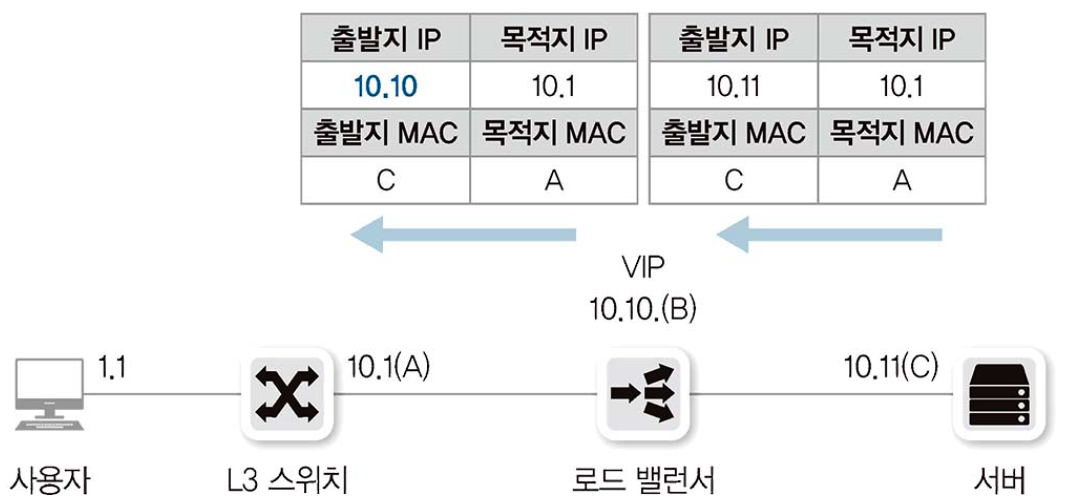 출발지 IP 목적지 IP 출발지 IP 목적지 IP
10.10 10.1 10.11 10.1
출발지 MAC 목적지 MAC 출발지 MAC 목적지 MAC
C A C A
VIP
10.10.(B)
1.1 10.1(A) 10.11(C)
사용자 L3 스위치 로드 밸런서 서버